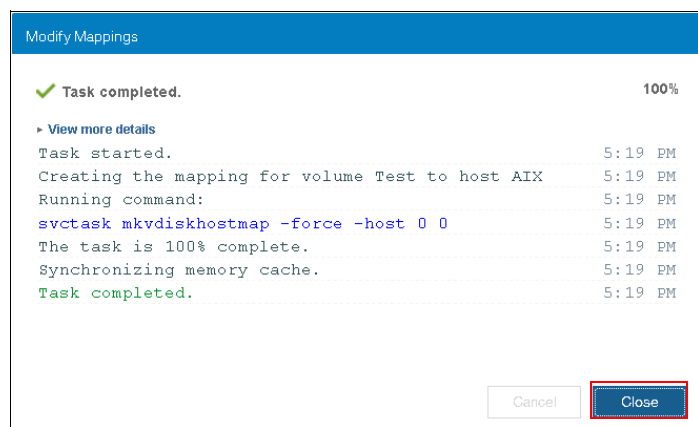 Modify Mappings
Task completed. 100%
View more details
Task started. 5:19 PM
Creating the mapping for volume Test to host AIX 5:19 PM
Running command: 5:19 PM
svctask mkvdiskhostmap -force -host 0 0 5:19 PM
The task is 100% complete. 5:19 PM
Synchronizing memory cache. 5:19 PM
Task completed. 5:19 PM
Cancel Close